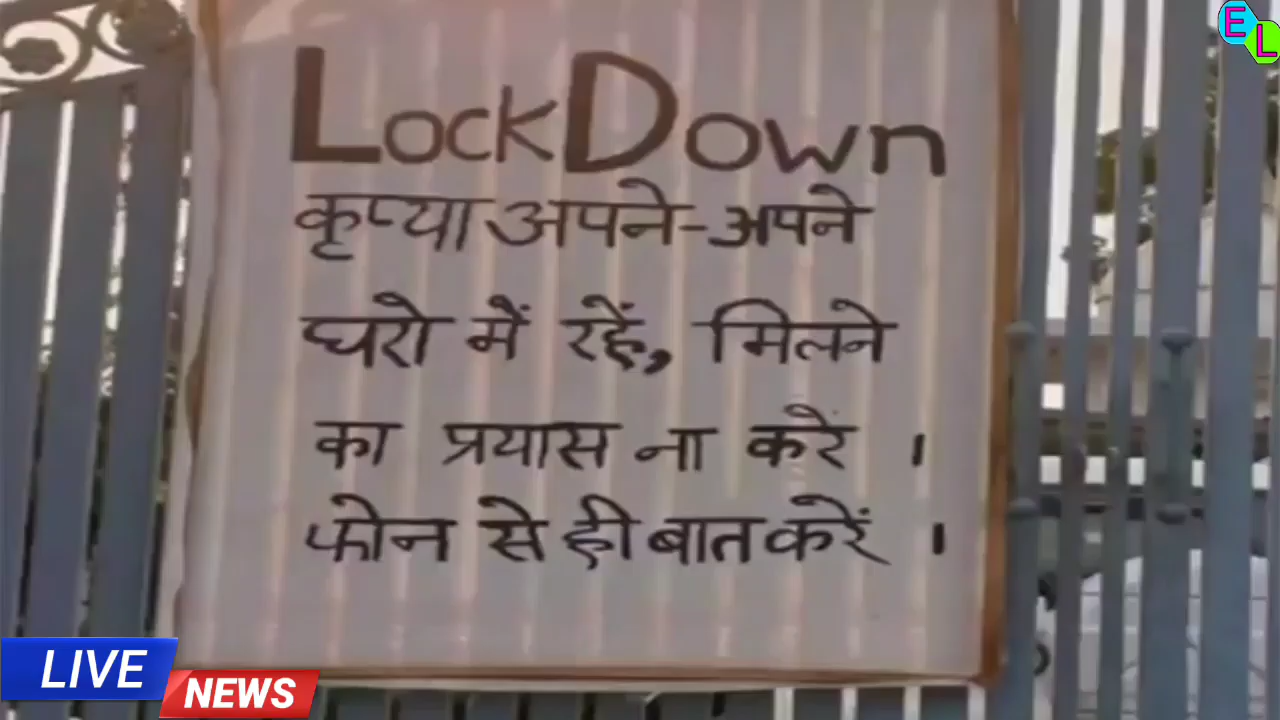 EL
LockDown
कृप्या अपने-अपने
घरो में रहें, मिलने
का प्रयास ना करें ।
फोन से ही बात करें ।
LIVE
NEWS